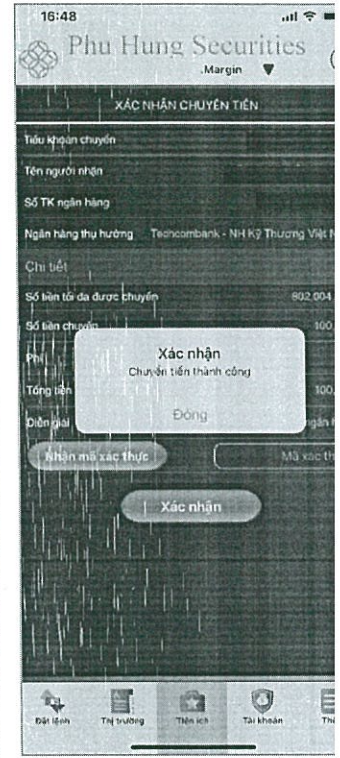 16:48
Phu Hung Securities
.Margin ▼
XÁC NHẬN CHUYỂN TIỀN
Tiểu khoản chuyển
Tên người nhận
Số TK ngân hàng
Ngân hàng thụ hưởng Techcombank - NH Kỹ Thương Việt N
Chi tiết
Số tiền tối đa được chuyển 802,004
Số tiền chuyển 100,
Phí
Xác nhận
Chuyển tiền thành công
Tổng tiền 100,
Đóng
Diễn giải ngân h
Nhận mã xác thực Mã xác th
Xác nhận
Đặt lệnh Thị trường Tiện ích Tài khoản Th